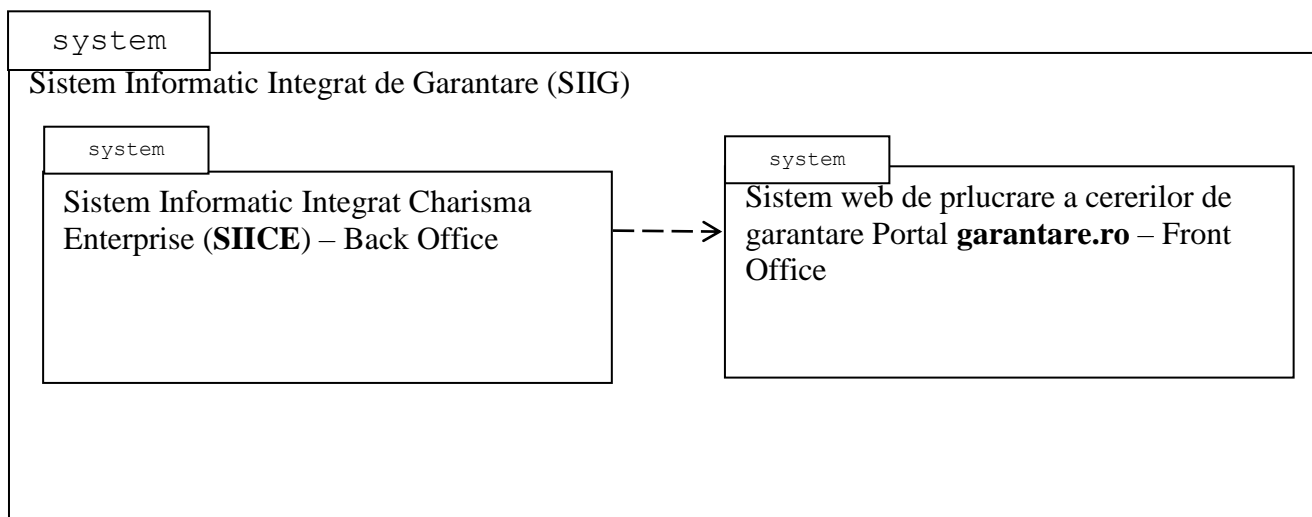 system
Sistem Informatic Integrat de Garantare (SIIG)
system
Sistem Informatic Integrat Charisma
Enterprise (SIICE) – Back Office
system
Sistem web de prlucrare a cererilor de
garantare Portal garantare.ro – Front
Office